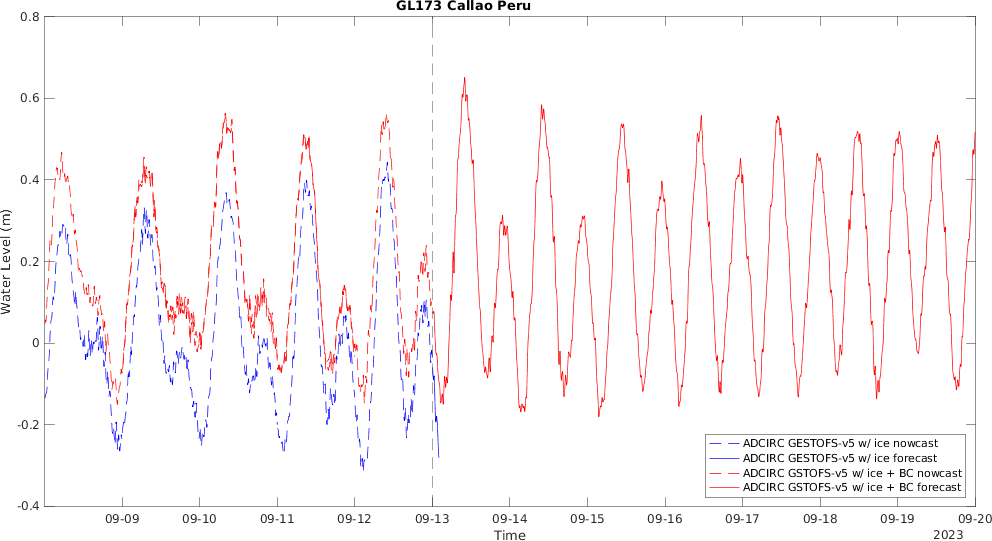 GL173 Callao Peru
0.8
0.6
0.4
0.2
0
-0.2
-0.4
Water Level (m)
09-09 09-10 09-11 09-12 09-13 09-14 09-15 09-16 09-17 09-18 09-19 09-20
Time
2023
ADCIRC GESTOFS-v5 w/ ice nowcast
ADCIRC GESTOFS-v5 w/ ice forecast
ADCIRC GSTOFS-v5 w/ ice + BC nowcast
ADCIRC GSTOFS-v5 w/ ice + BC forecast